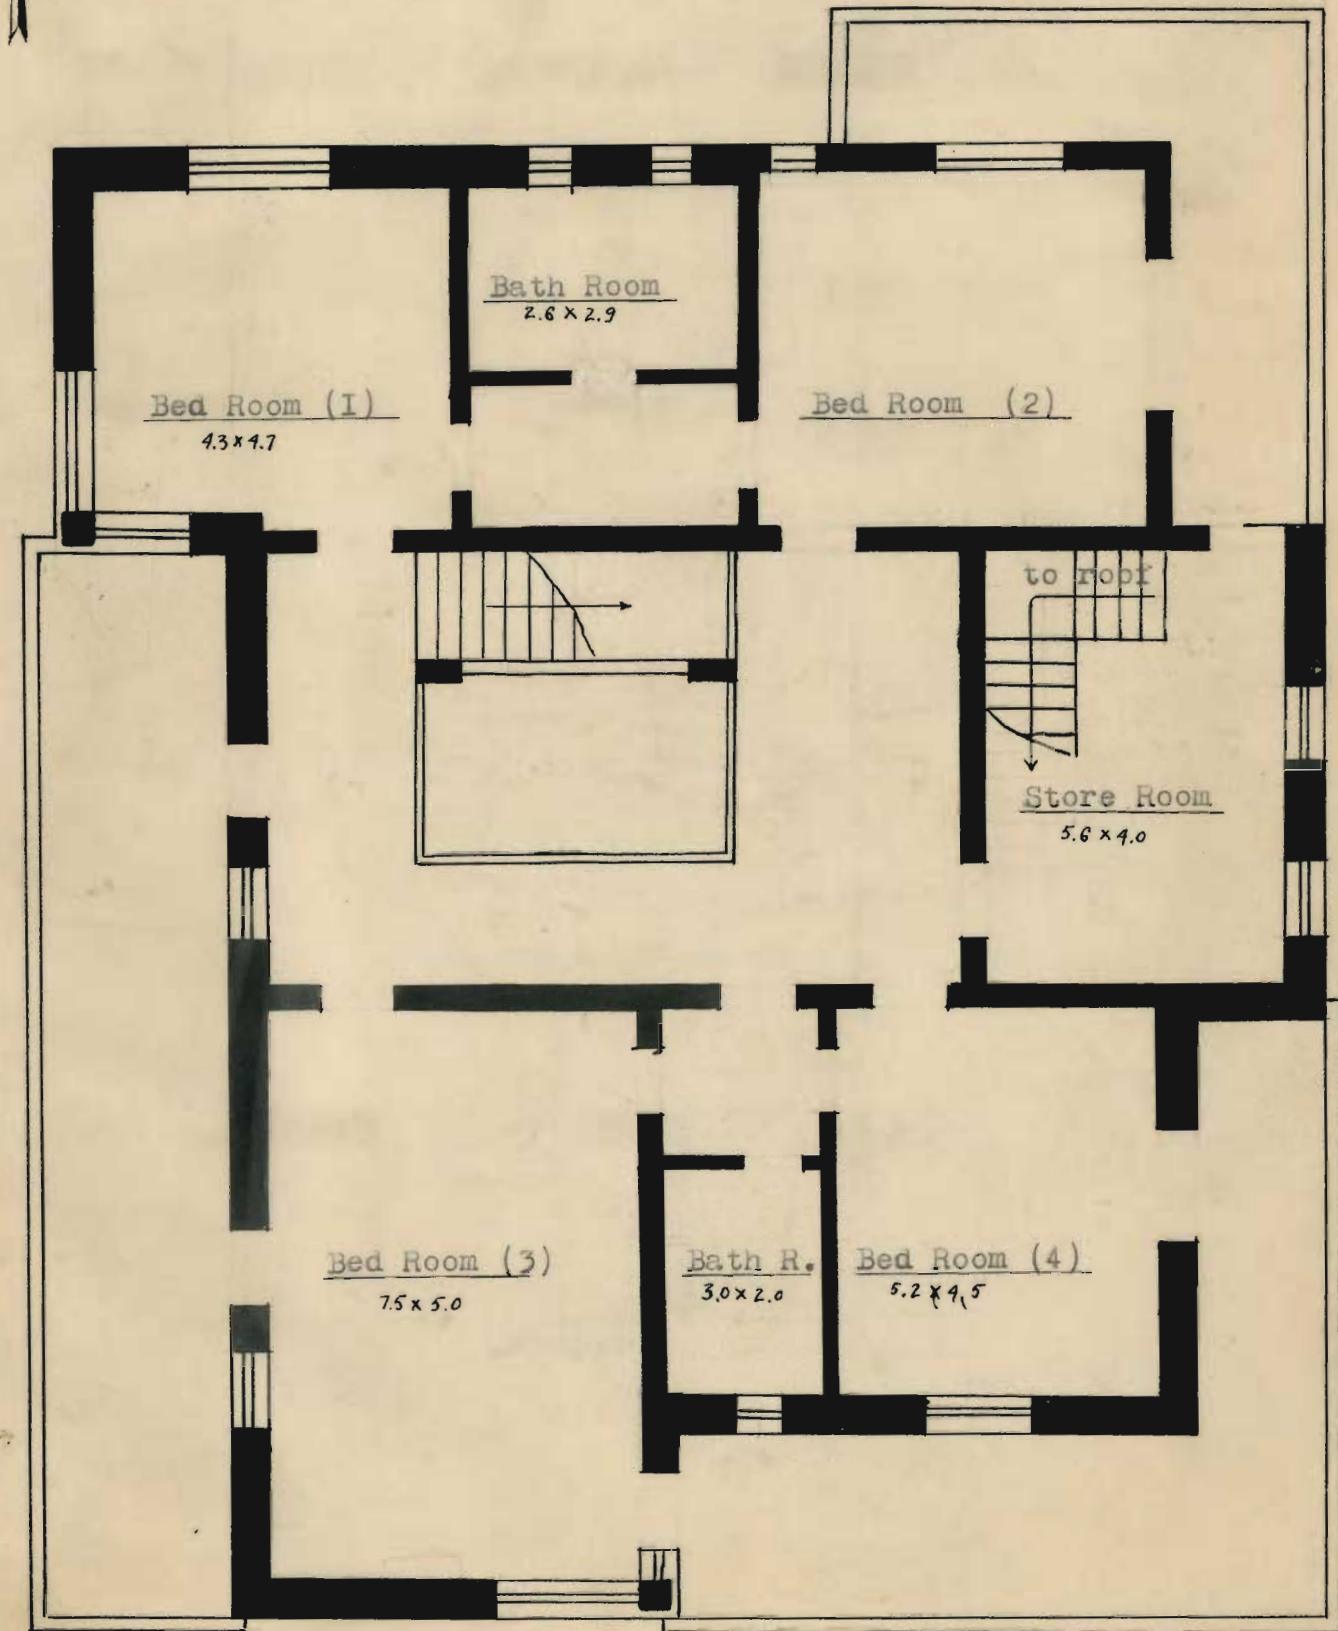 Bath Room
2.6 x 2.9
Bed Room (I)
4.3 x 4.7
Bed Room (2)
to roof
Store Room
5.6 x 4.0
Bed Room (3)
7.5 x 5.0
Bath R.
3.0 x 2.0
Bed Room (4)
5.2 x 4,5